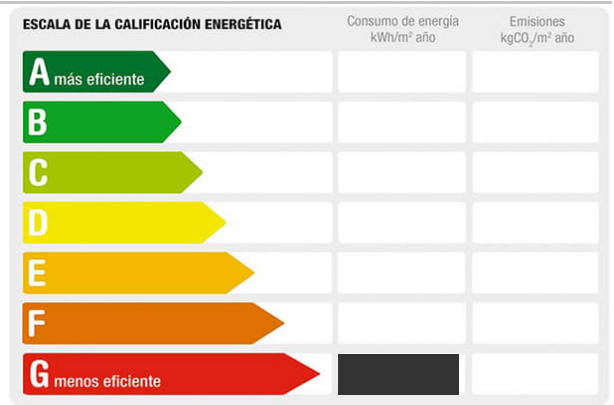 ESCALA DE LA CALIFICACIÓN ENERGÉTICA
Consumo de energía
kWh/m² año
Emisiones
kgCO₂/m² año
A más eficiente
B
C
D
E
F
G menos eficiente